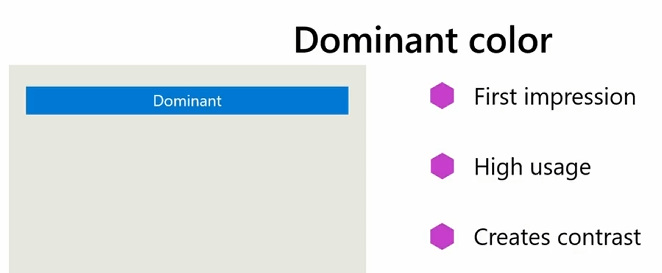 Dominant color
Dominant
First impression
High usage
Creates contrast